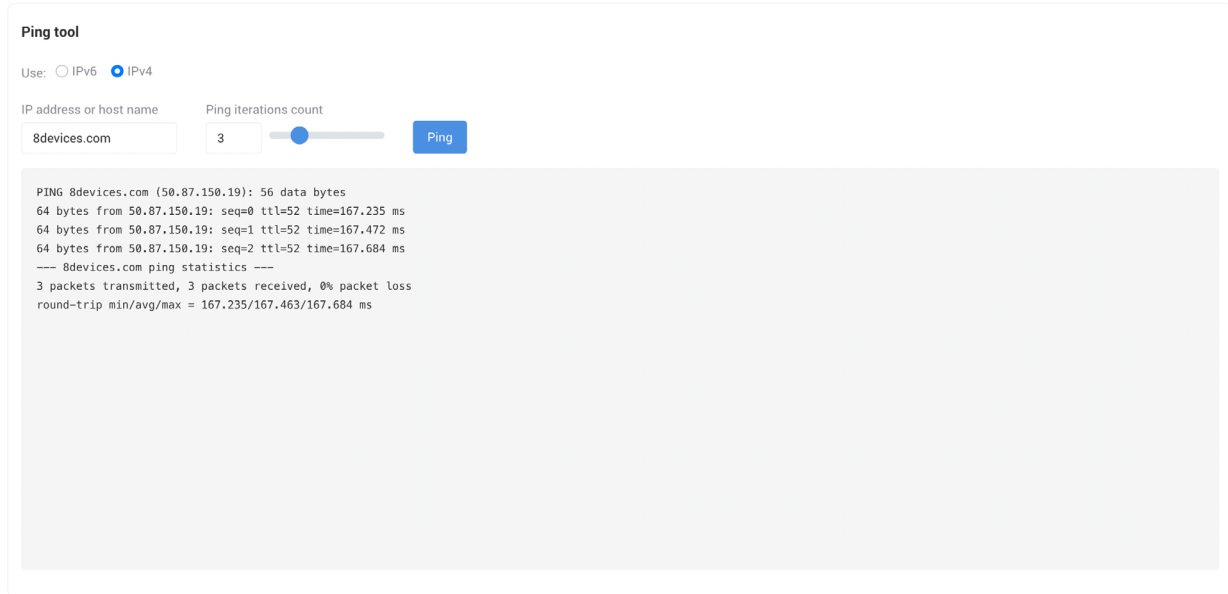 Ping tool
Use: IPv6 IPv4
IP address or host name Ping iterations count
8devices.com 3 Ping
PING 8devices.com (50.87.150.19): 56 data bytes
64 bytes from 50.87.150.19: seq=0 ttl=52 time=167.235 ms
64 bytes from 50.87.150.19: seq=1 ttl=52 time=167.472 ms
64 bytes from 50.87.150.19: seq=2 ttl=52 time=167.684 ms
--- 8devices.com ping statistics ---
3 packets transmitted, 3 packets received, 0% packet loss
round-trip min/avg/max = 167.235/167.463/167.684 ms